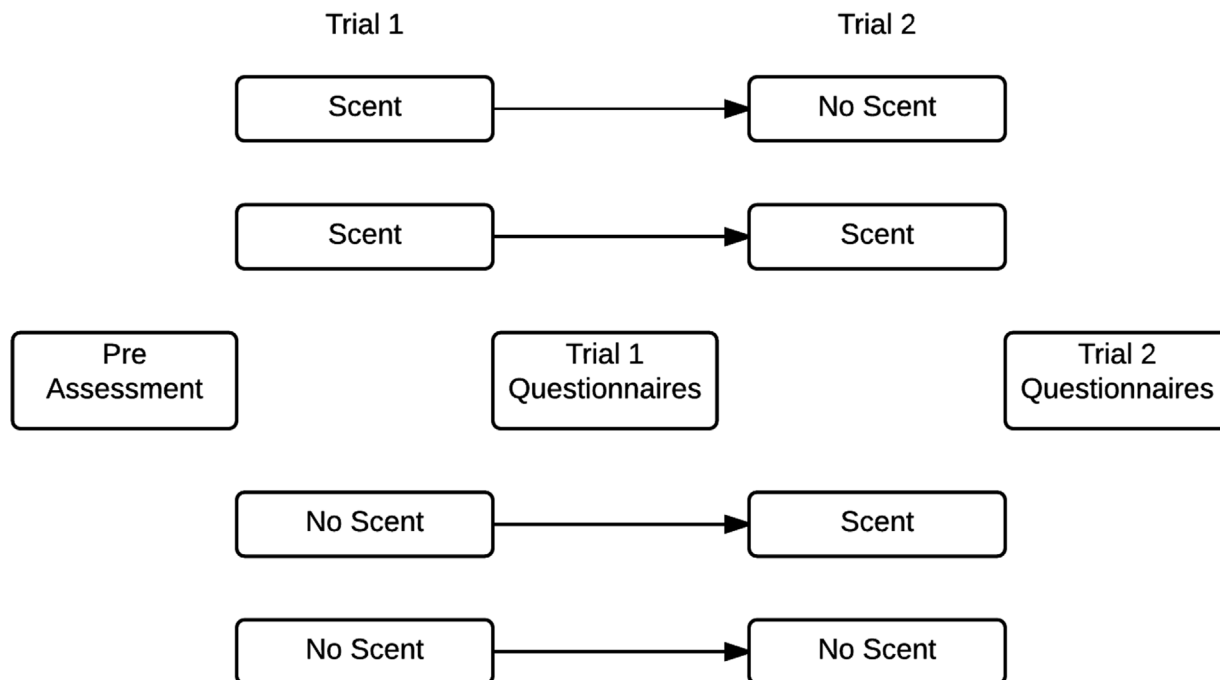 Trial 1
Trial 2
Scent
No Scent
Scent
Scent
Pre
Assessment
Trial 1
Questionnaires
Trial 2
Questionnaires
No Scent
Scent
No Scent
No Scent